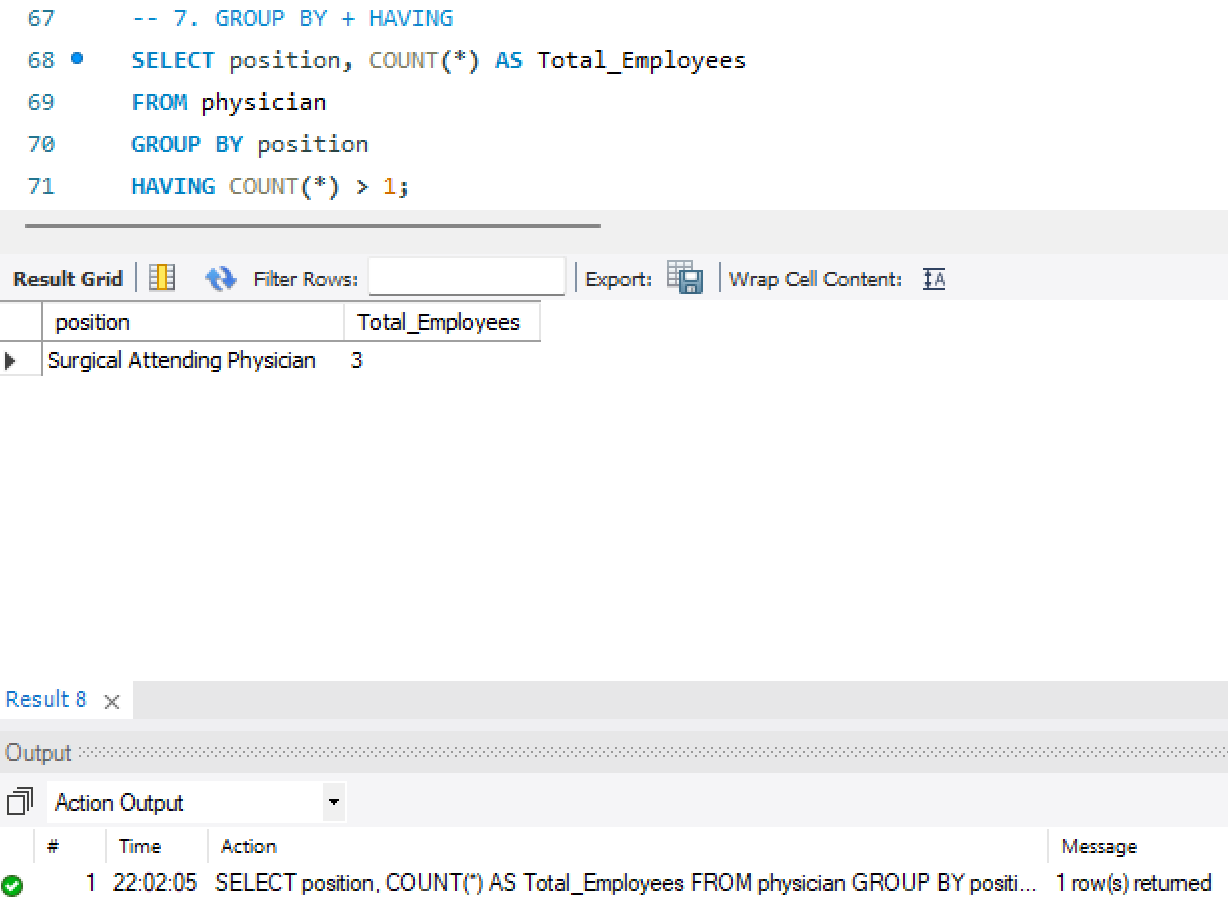 67 -- 7. GROUP BY + HAVING
68 SELECT position, COUNT(*) AS Total_Employees
69 FROM physician
70 GROUP BY position
71 HAVING COUNT(*) > 1;
Result Grid Filter Rows: Export: Wrap Cell Content: IA
position Total_Employees
Surgical Attending Physician 3
Result 8 ×
Output
Action Output
# Time Action Message
1 22:02:05 SELECT position, COUNT(*) AS Total_Employees FROM physician GROUP BY positi... 1 row(s) returned